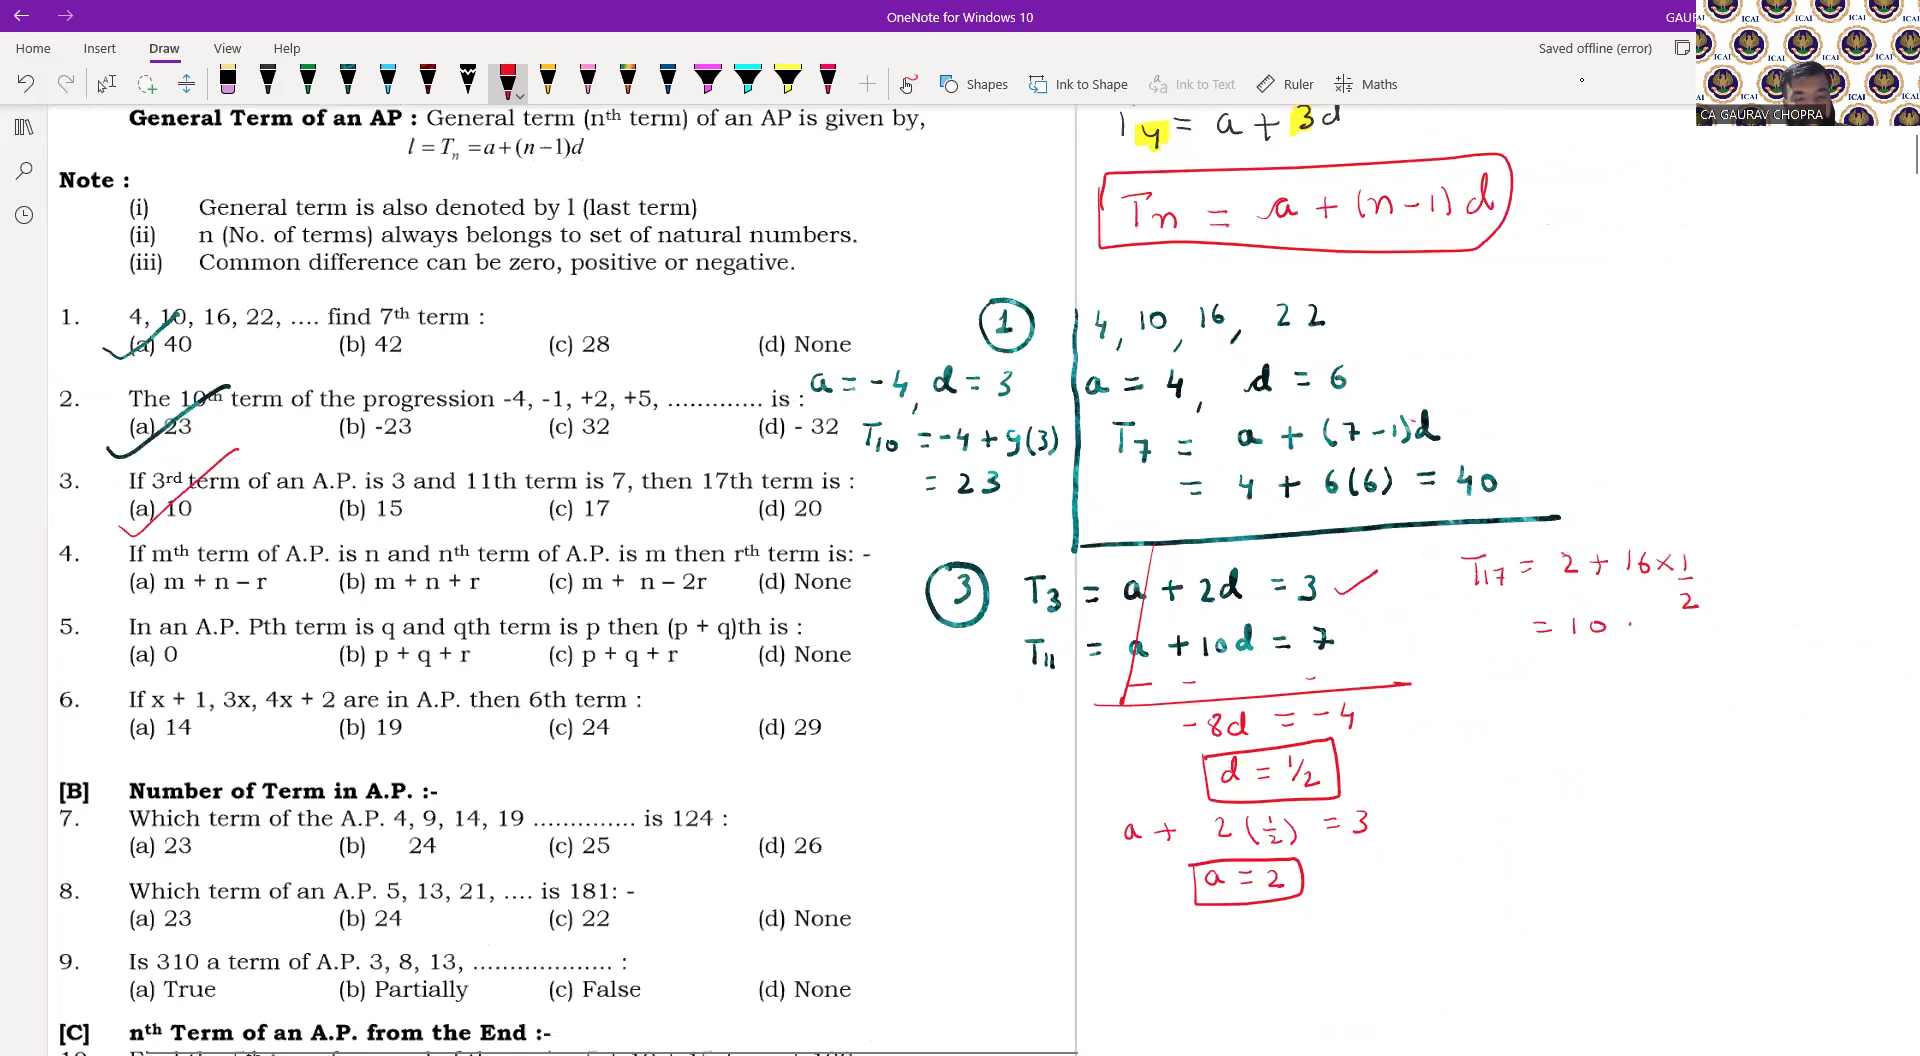 OneNote for Windows 10
Home Insert Draw View Help
Saved offline (error)
Shapes Ink to Shape Ink to Text Ruler Maths
CA GAURAV CHOPRA
General Term of an AP : General term (nth term) of an AP is given by,
l = Tn = a+(n−1)d
Note :
(i) General term is also denoted by l (last term)
(ii) n (No. of terms) always belongs to set of natural numbers.
(iii) Common difference can be zero, positive or negative.
1. 4, 10, 16, 22, .... find 7th term :
(a) 40 (b) 42 (c) 28 (d) None
2. The 10th term of the progression -4, -1, +2, +5, ............. is :
(a) 23 (b) -23 (c) 32 (d) - 32
3. If 3rd term of an A.P. is 3 and 11th term is 7, then 17th term is :
(a) 10 (b) 15 (c) 17 (d) 20
4. If mth term of A.P. is n and nth term of A.P. is m then rth term is: -
(a) m + n – r (b) m + n + r (c) m + n – 2r (d) None
5. In an A.P. Pth term is q and qth term is p then (p + q)th is :
(a) 0 (b) p + q + r (c) p + q + r (d) None
6. If x + 1, 3x, 4x + 2 are in A.P. then 6th term :
(a) 14 (b) 19 (c) 24 (d) 29
[B] Number of Term in A.P. :-
7. Which term of the A.P. 4, 9, 14, 19 .............. is 124 :
(a) 23 (b) 24 (c) 25 (d) 26
8. Which term of an A.P. 5, 13, 21, .... is 181: -
(a) 23 (b) 24 (c) 22 (d) None
9. Is 310 a term of A.P. 3, 8, 13, ................... :
(a) True (b) Partially (c) False (d) None
[C] nth Term of an A.P. from the End :-
T4 = a + 3d
Tn = a + (n-1)d
1
4, 10, 16, 22
a = 4, d = 6
T7 = a + (7-1)d
= 4 + 6(6) = 40
a = -4, d = 3
T10 = -4 + 9(3)
= 23
3
T3 = a + 2d = 3
T11 = a + 10d = 7
- - -
-8d = -4
d = 1/2
a + 2(1/2) = 3
a = 2
T17 = 2 + 16 × 1/2
= 10.